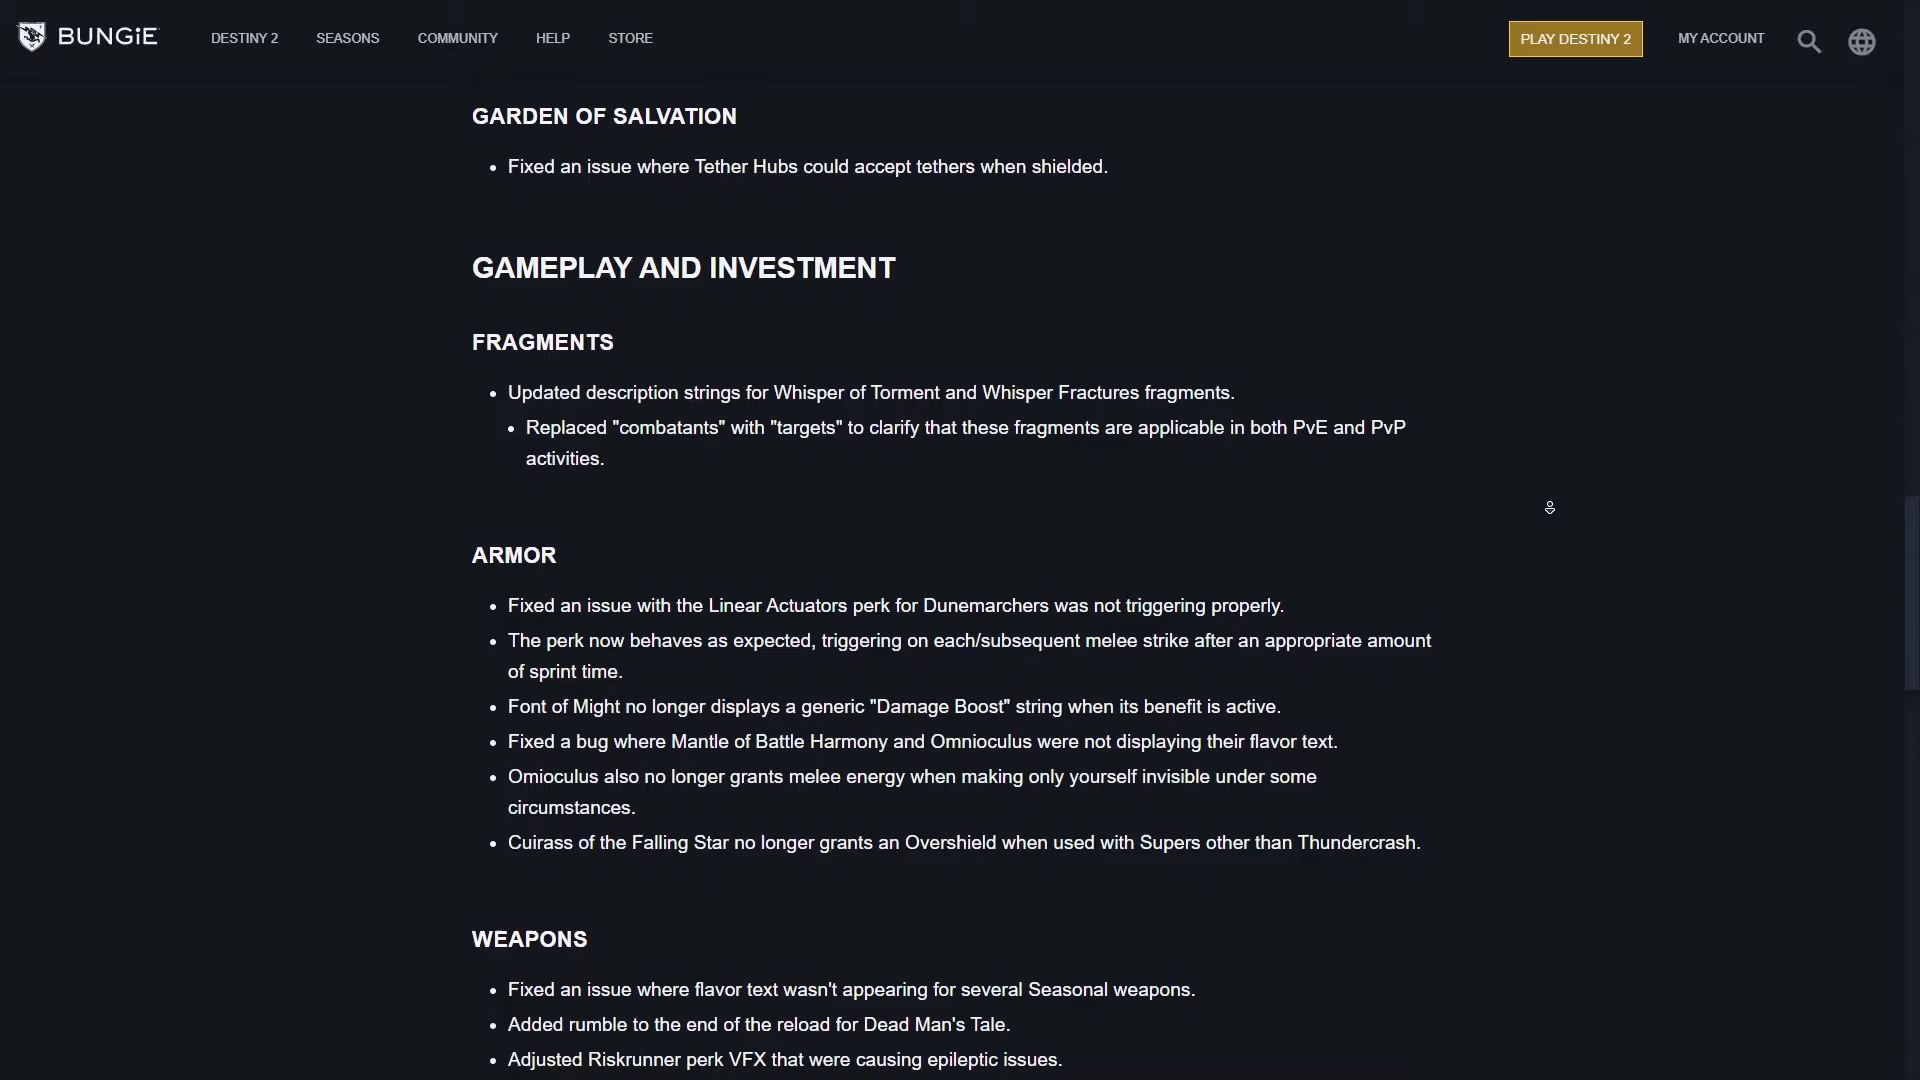 BUNGiE DESTINY 2 SEASONS COMMUNITY HELP STORE PLAY DESTINY 2 MY ACCOUNT
GARDEN OF SALVATION
• Fixed an issue where Tether Hubs could accept tethers when shielded.
GAMEPLAY AND INVESTMENT
FRAGMENTS
• Updated description strings for Whisper of Torment and Whisper Fractures fragments.
• Replaced "combatants" with "targets" to clarify that these fragments are applicable in both PvE and PvP
activities.
ARMOR
• Fixed an issue with the Linear Actuators perk for Dunemarchers was not triggering properly.
• The perk now behaves as expected, triggering on each/subsequent melee strike after an appropriate amount
of sprint time.
• Font of Might no longer displays a generic "Damage Boost" string when its benefit is active.
• Fixed a bug where Mantle of Battle Harmony and Omnioculus were not displaying their flavor text.
• Omioculus also no longer grants melee energy when making only yourself invisible under some
circumstances.
• Cuirass of the Falling Star no longer grants an Overshield when used with Supers other than Thundercrash.
WEAPONS
• Fixed an issue where flavor text wasn't appearing for several Seasonal weapons.
• Added rumble to the end of the reload for Dead Man's Tale.
• Adjusted Riskrunner perk VFX that were causing epileptic issues.